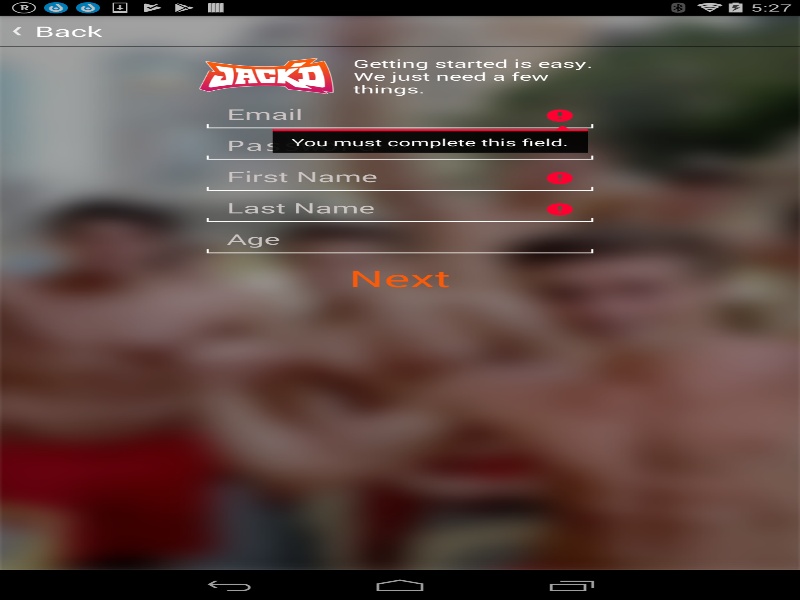 R
5:27
Back
JACK'D
Getting started is easy.
We just need a few
things.
Email
You must complete this field.
First Name
Last Name
Age
Next